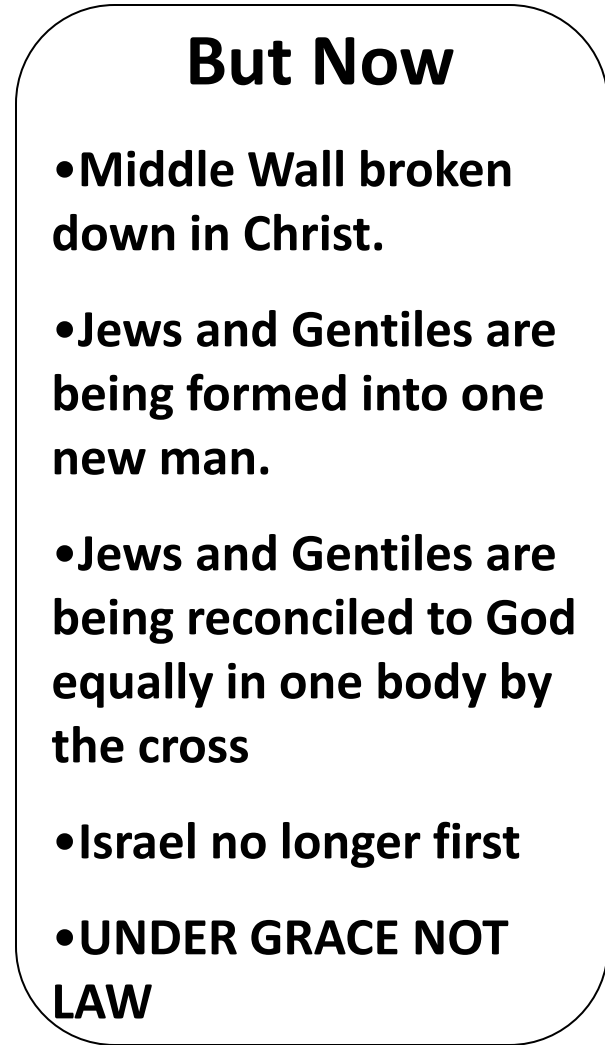 But Now
•Middle Wall broken
down in Christ.
•Jews and Gentiles are
being formed into one
new man.
•Jews and Gentiles are
being reconciled to God
equally in one body by
the cross
•Israel no longer first
•UNDER GRACE NOT
LAW